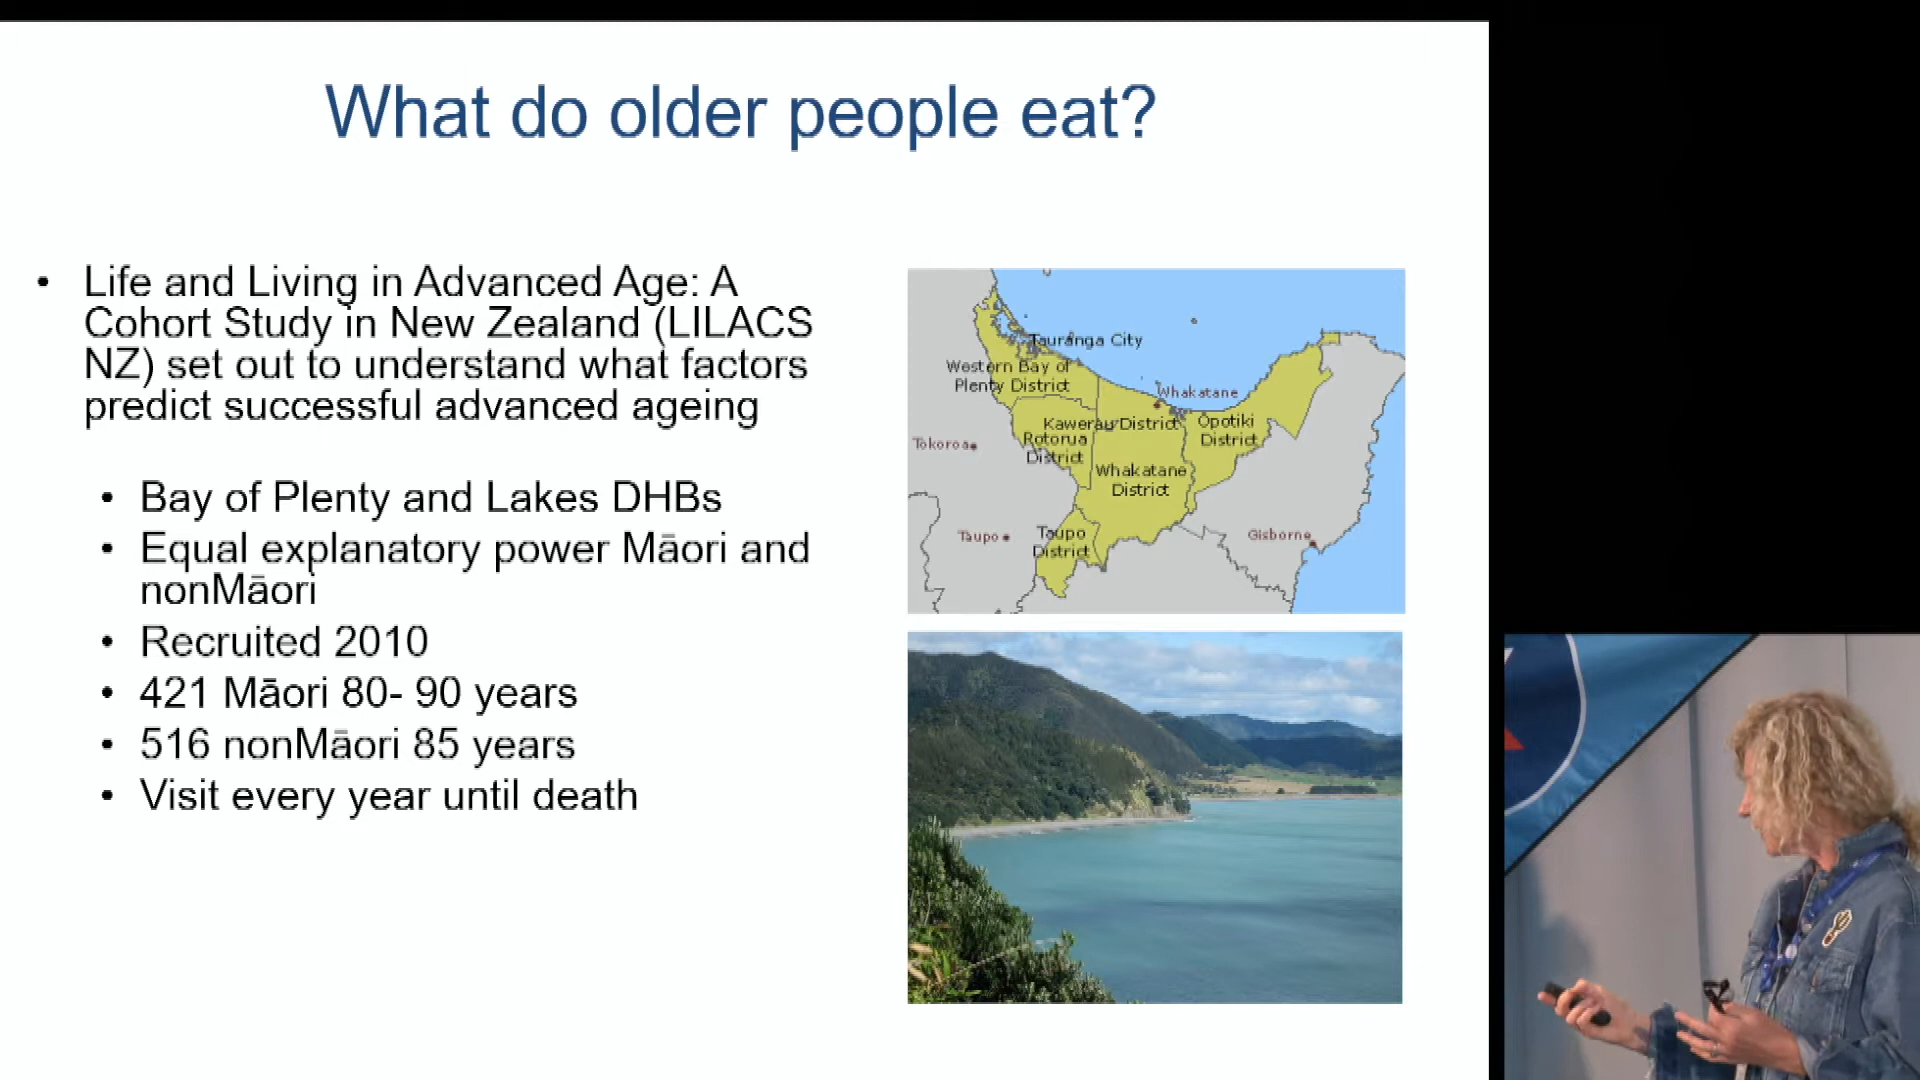 What do older people eat?
• Life and Living in Advanced Age: A
Cohort Study in New Zealand (LILACS
NZ) set out to understand what factors
predict successful advanced ageing
• Bay of Plenty and Lakes DHBs
• Equal explanatory power Māori and
nonMāori
• Recruited 2010
• 421 Māori 80- 90 years
• 516 nonMāori 85 years
• Visit every year until death
Tauranga City
Western Bay of
Plenty District
Whakatane
Kawerau District
Opotiki
District
Tokoroa
Rotorua
District
Whakatane
District
Taupo
Taupo
District
Gisborne